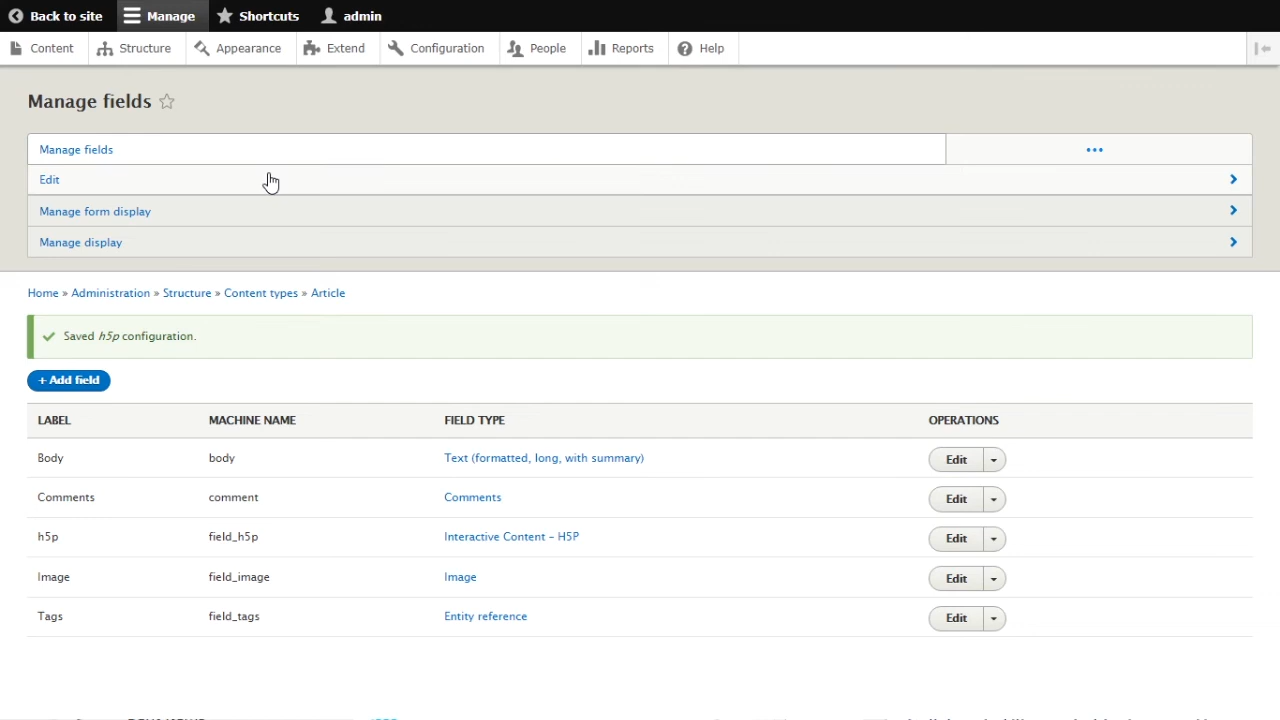 Back to site Manage Shortcuts admin
Content Structure Appearance Extend Configuration People Reports Help
Manage fields
Manage fields
Edit
Manage form display
Manage display
Home » Administration » Structure » Content types » Article
Saved h5p configuration.
+ Add field
LABEL MACHINE NAME FIELD TYPE OPERATIONS
Body body Text (formatted, long, with summary) Edit
Comments comment Comments Edit
h5p field_h5p Interactive Content - H5P Edit
Image field_image Image Edit
Tags field_tags Entity reference Edit